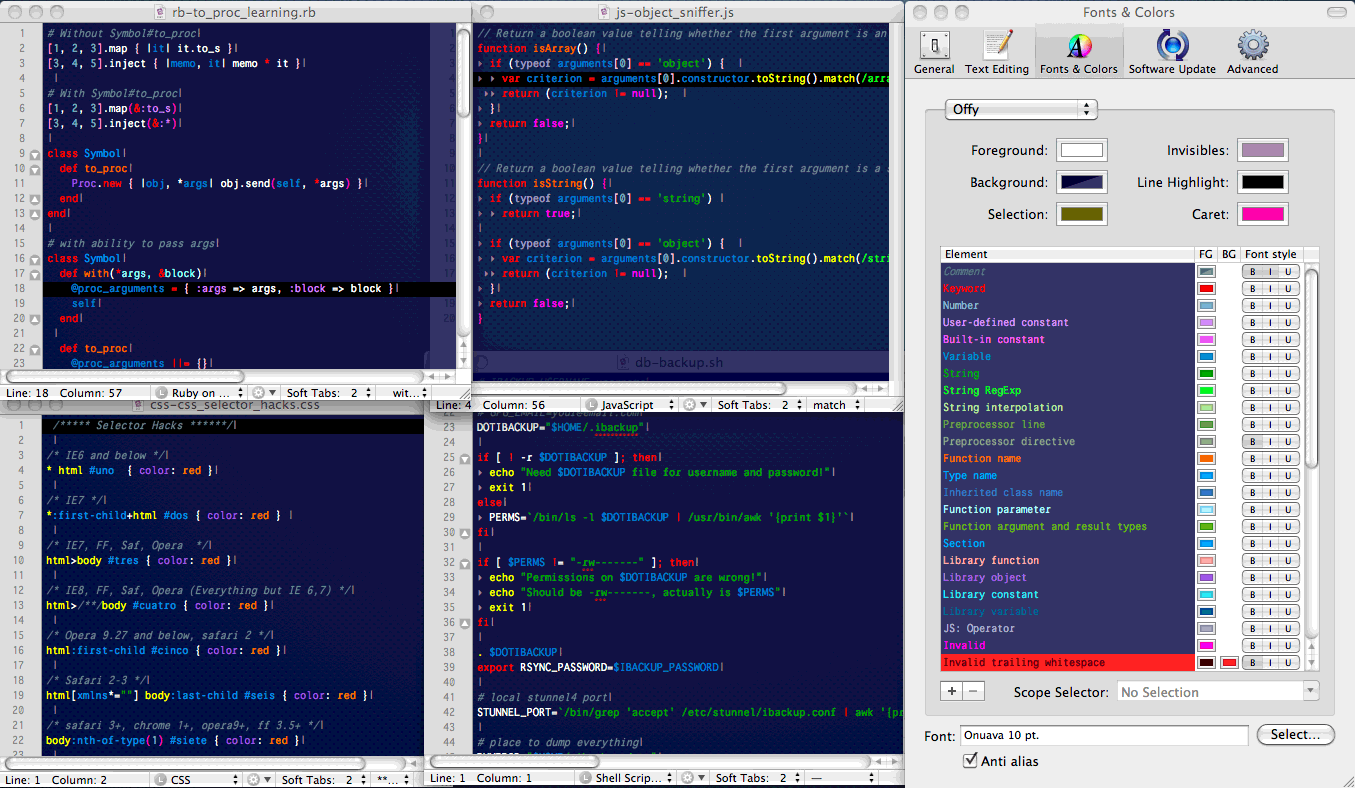 rb-to_proc_learning.rb
1 # Without Symbol#to_proc
2 [1, 2, 3].map { |it| it.to_s }
3 [3, 4, 5].inject { |memo, it| memo * it }
4
5 # With Symbol#to_proc
6 [1, 2, 3].map(&:to_s)
7 [3, 4, 5].inject(&:*)
8
9 class Symbol
10 def to_proc
11 Proc.new { |obj, *args| obj.send(self, *args) }
12 end
13 end
14
15 # with ability to pass args
16 class Symbol
17 def with(*args, &block)
18 @proc_arguments = { :args => args, :block => block }
19 self
20 end
21
22 def to_proc
23 @proc_arguments ||= {}
Line: 18 Column: 57 L Ruby on ... Soft Tabs: 2 wit...
js-object_sniffer.js
// Return a boolean value telling whether the first argument is an
function isArray() {
if (typeof arguments[0] == 'object') {
var criterion = arguments[0].constructor.toString().match(/arra
return (criterion != null);
}
return false;
}
// Return a boolean value telling whether the first argument is a s
function isString() {
if (typeof arguments[0] == 'string')
return true;
if (typeof arguments[0] == 'object') {
var criterion = arguments[0].constructor.toString().match(/stri
return (criterion != null);
}
return false;
}
db-backup.sh
Line: 4 Column: 56 L JavaScript Soft Tabs: 2 match
css-css_selector_hacks.css
1 /***** Selector Hacks ******/
2
3 /* IE6 and below */
4 * html #uno { color: red }
5
6 /* IE7 */
7 *:first-child+html #dos { color: red }
8
9 /* IE7, FF, Saf, Opera */
10 html>body #tres { color: red }
11
12 /* IE8, FF, Saf, Opera (Everything but IE 6,7) */
13 html>/**/body #cuatro { color: red }
14
15 /* Opera 9.27 and below, safari 2 */
16 html:first-child #cinco { color: red }
17
18 /* Safari 2-3 */
19 html[xmlns*=""] body:last-child #seis { color: red }
20
21 /* safari 3+, chrome 1+, opera9+, ff 3.5+ */
22 body:nth-of-type(1) #siete { color: red }
23
Line: 1 Column: 2 L CSS Soft Tabs: 2 **...
23 DOTIBACKUP="$HOME/.ibackup"
24
25 if [ ! -r $DOTIBACKUP ]; then
26 echo "Need $DOTIBACKUP file for username and password!"
27 exit 1
28 else
29 PERMS=`/bin/ls -l $DOTIBACKUP | /usr/bin/awk '{print $1}'`
30 fi
31
32 if [ $PERMS != "-rw-------" ]; then
33 echo "Permissions on $DOTIBACKUP are wrong!"
34 echo "Should be -rw-------, actually is $PERMS"
35 exit 1
36 fi
37
38 . $DOTIBACKUP
39 export RSYNC_PASSWORD=$IBACKUP_PASSWORD
40
41 # local stunnel4 port
42 STUNNEL_PORT=`/bin/grep 'accept' /etc/stunnel/ibackup.conf | awk '{pr
43
44 # place to dump everything
Line: 1 Column: 1 L Shell Scrip... Soft Tabs: 2 —
Fonts & Colors
General Text Editing Fonts & Colors Software Update Advanced
Offy
Foreground: Invisibles:
Background: Line Highlight:
Selection: Caret:
Element FG BG Font style
Comment B I U
Keyword B I U
Number B I U
User-defined constant B I U
Built-in constant B I U
Variable B I U
String B I U
String RegExp B I U
String interpolation B I U
Preprocessor line B I U
Preprocessor directive B I U
Function name B I U
Type name B I U
Inherited class name B I U
Function parameter B I U
Function argument and result types B I U
Section B I U
Library function B I U
Library object B I U
Library constant B I U
Library variable B I U
JS: Operator B I U
Invalid B I U
Invalid trailing whitespace B I U
+ − Scope Selector: No Selection
Font: Onuava 10 pt. Select...
Anti alias